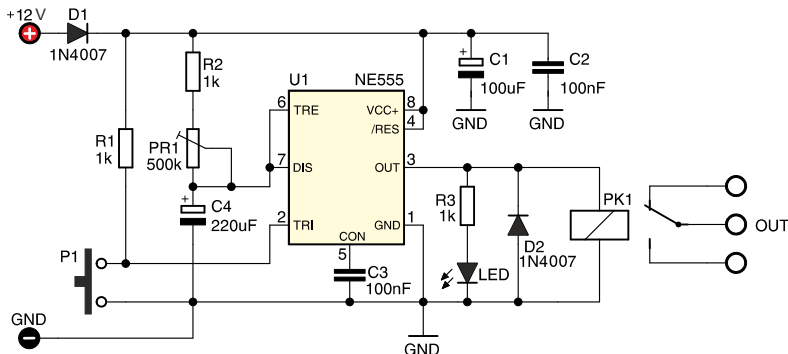 +12V
D1
1N4007
R2
1k
U1
NE555
C1
100uF
C2
100nF
GND
GND
+
6
TRE
VCC+
8
/RES
4
R1
1k
PR1
500k
7
DIS
OUT
3
+
C4
220uF
2
TRI
GND
1
R3
1k
D2
1N4007
PK1
OUT
CON
5
C3
100nF
LED
P1
GND
GND